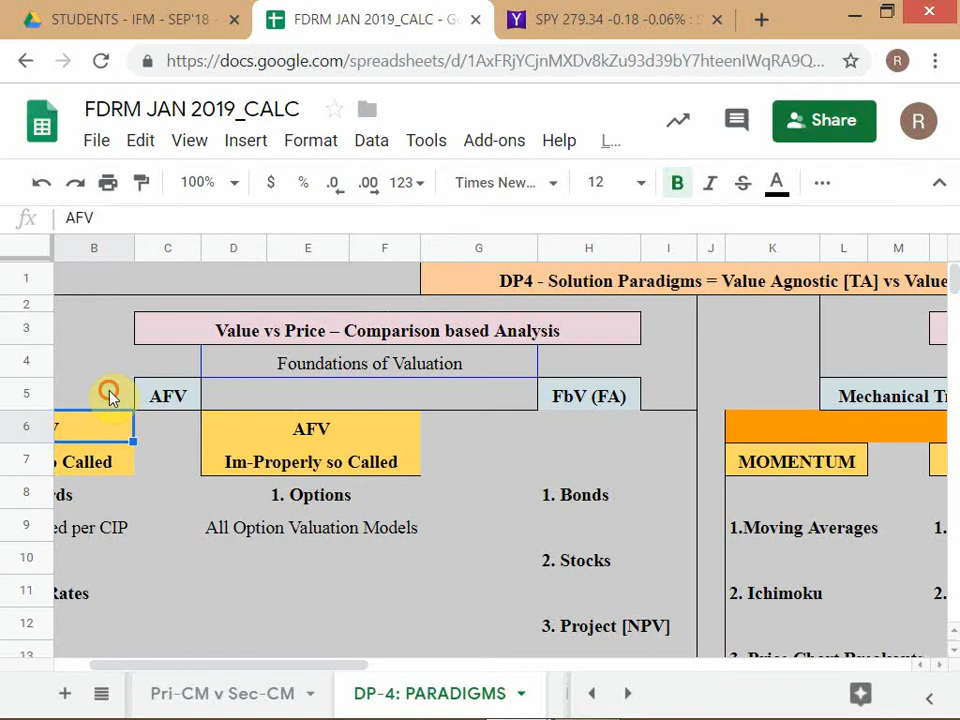 STUDENTS - IFM - SEP'18 -
FDRM JAN 2019_CALC - G
SPY 279.34 -0.18 -0.06% :
https://docs.google.com/spreadsheets/d/1AxFRjYCjnMXDv8kZu93d39bY7hteenIWqRA9Q...
R
FDRM JAN 2019_CALC
Share
R
File Edit View Insert Format Data Tools Add-ons Help L...
100% $ % .0 .00 123 Times New... 12 B I S A ...
fx AFV
B C D E F G H I J K L M
1 DP4 - Solution Paradigms = Value Agnostic [TA] vs Value
2
3 Value vs Price – Comparison based Analysis
4 Foundations of Valuation
5 AFV FbV (FA) Mechanical T
6 AFV
7 Called Im-Properly so Called MOMENTUM
8 1. Options 1. Bonds
9 per CIP All Option Valuation Models 1.Moving Averages 1.
10 2. Stocks
11 Rates 2. Ichimoku 2.
12 3. Project [NPV]
13 3. Price Chart Breakouts
Pri-CM v Sec-CM DP-4: PARADIGMS